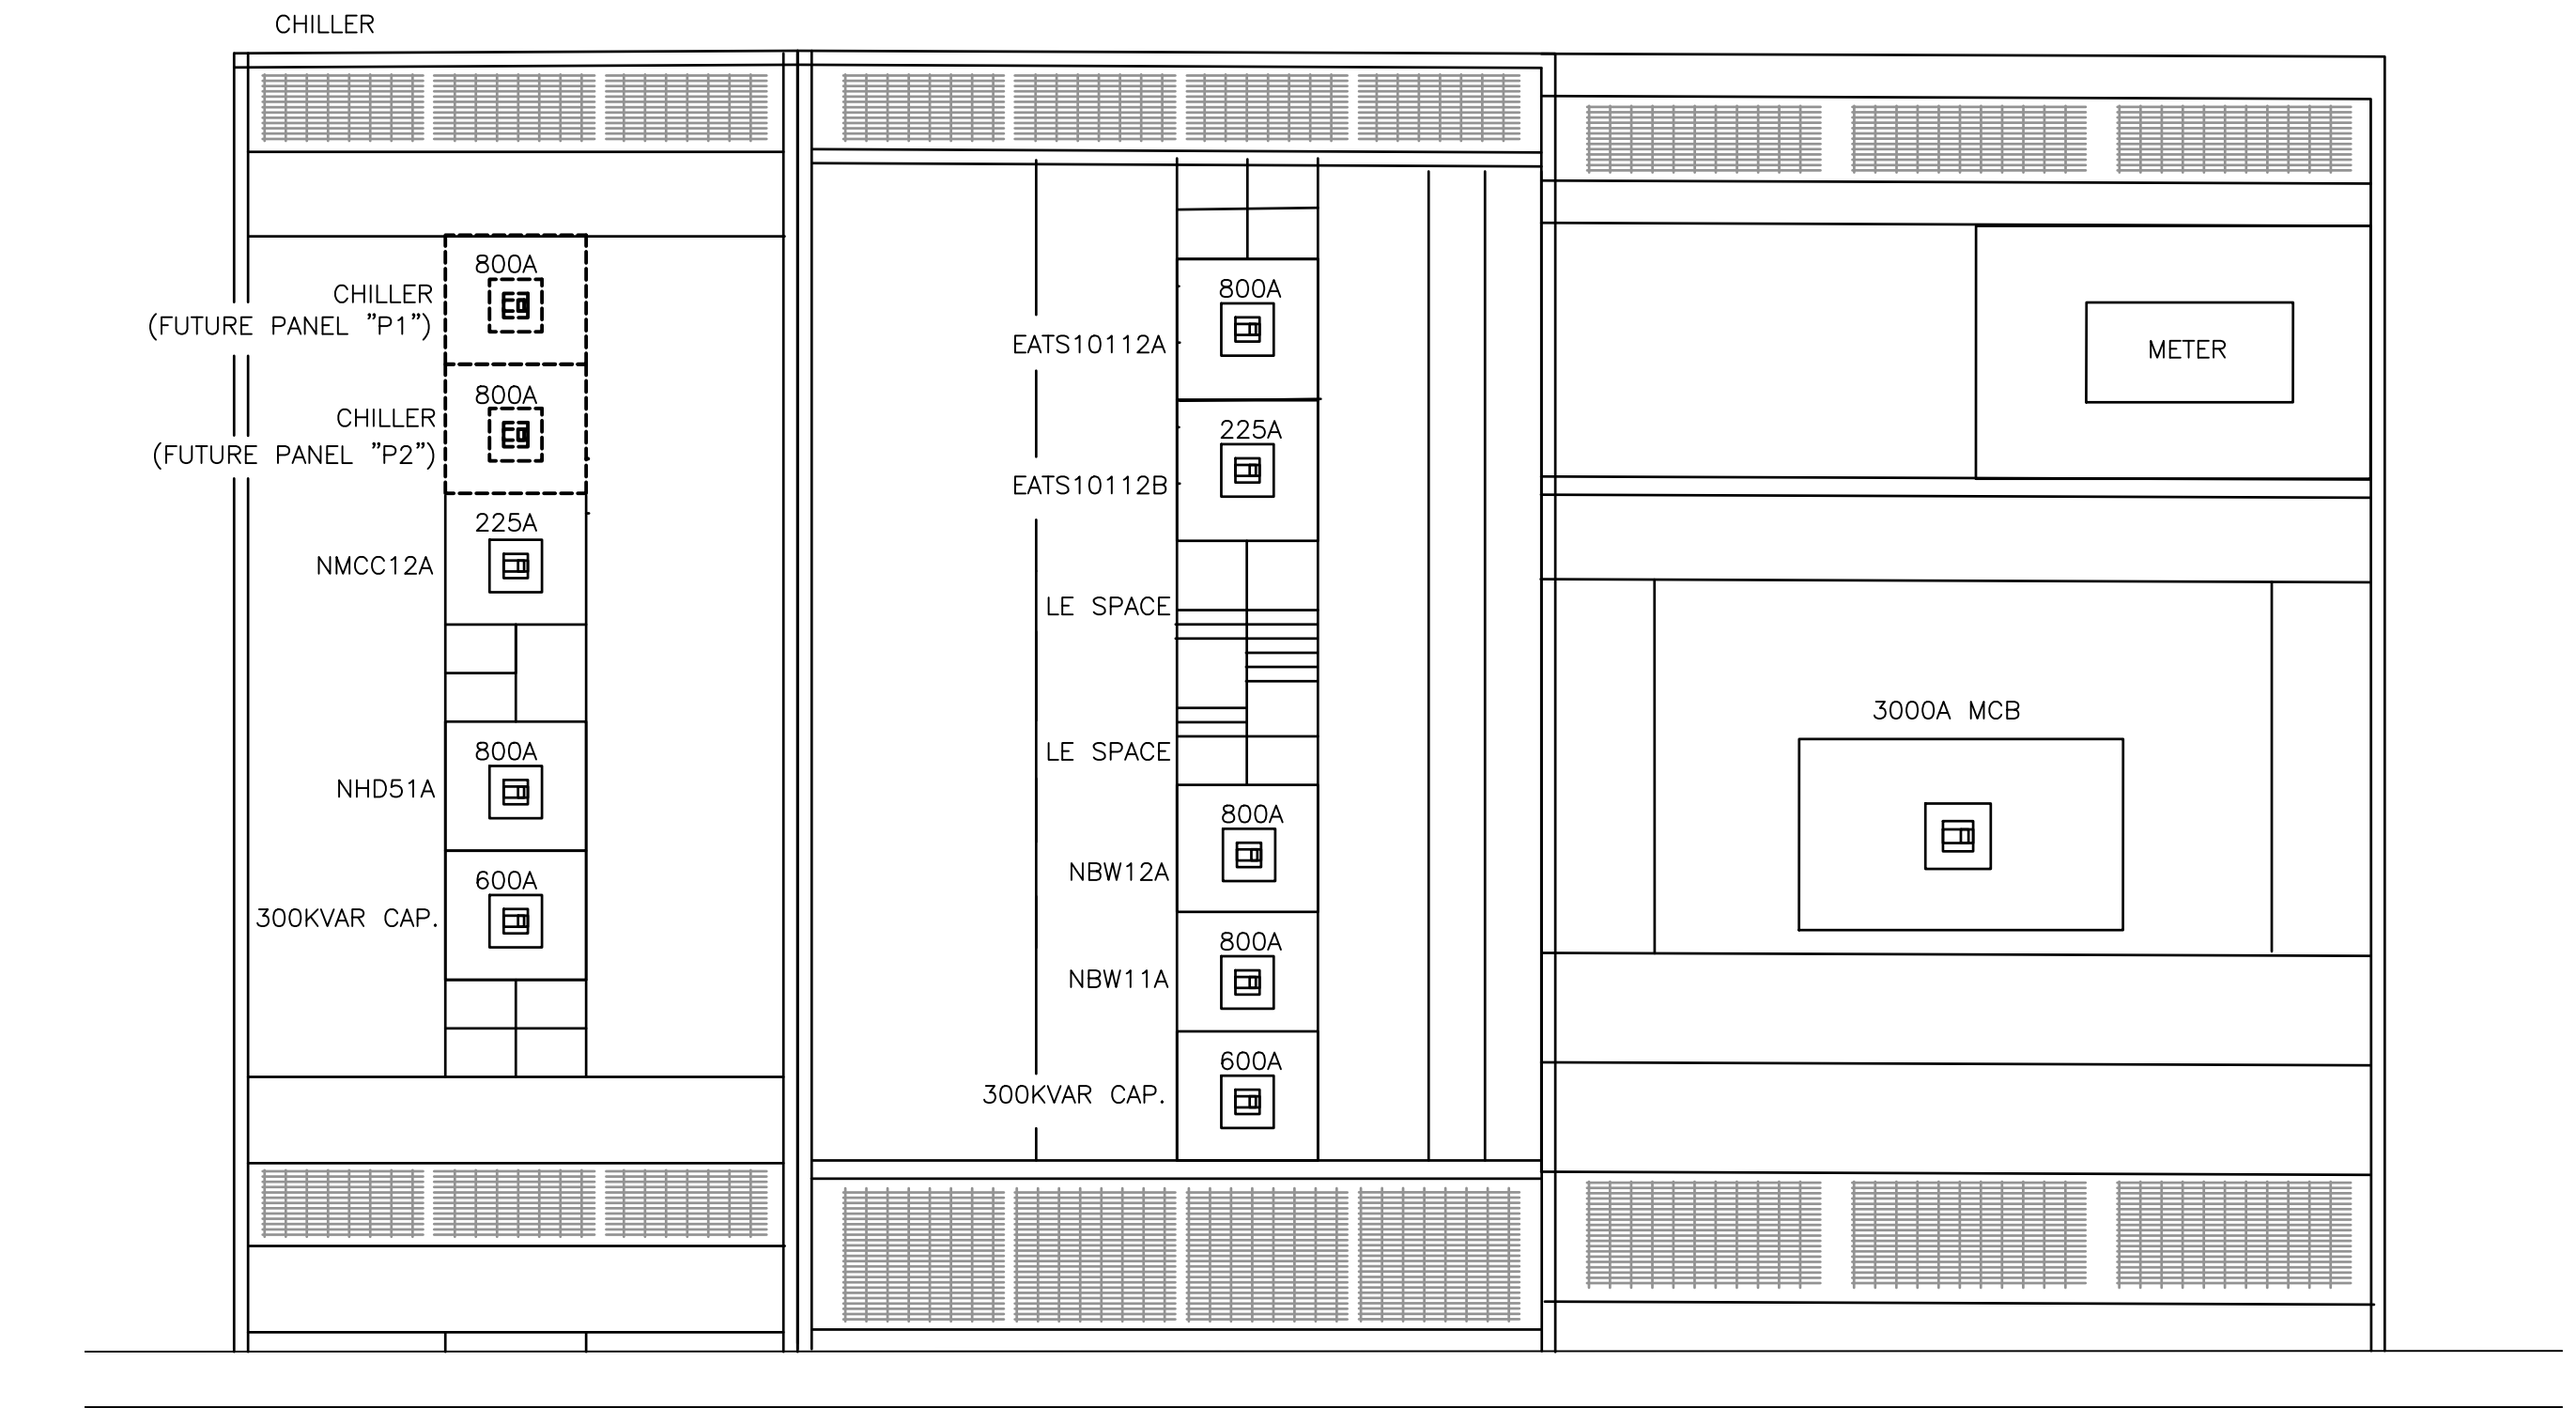 CHILLER
800A
CHILLER
(FUTURE PANEL "P1")
800A
CHILLER
(FUTURE PANEL "P2")
225A
NMCC12A
800A
NHD51A
600A
300KVAR CAP.
800A
EATS10112A
225A
EATS10112B
LE SPACE
LE SPACE
800A
NBW12A
800A
NBW11A
600A
300KVAR CAP.
METER
3000A MCB